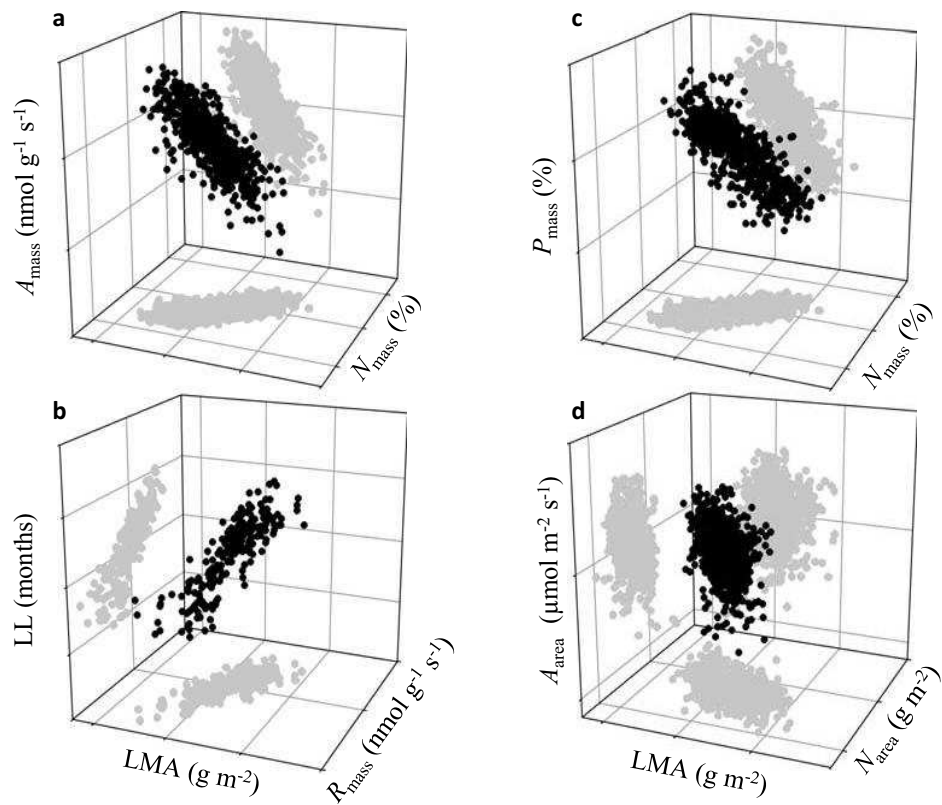 a
A_mass (nmol g⁻¹ s⁻¹)
N_mass (%)
c
P_mass (%)
N_mass (%)
b
LL (months)
LMA (g m⁻²)
R_mass (nmol g⁻¹ s⁻¹)
d
A_area (μmol m⁻² s⁻¹)
LMA (g m⁻²)
N_area (g m⁻²)